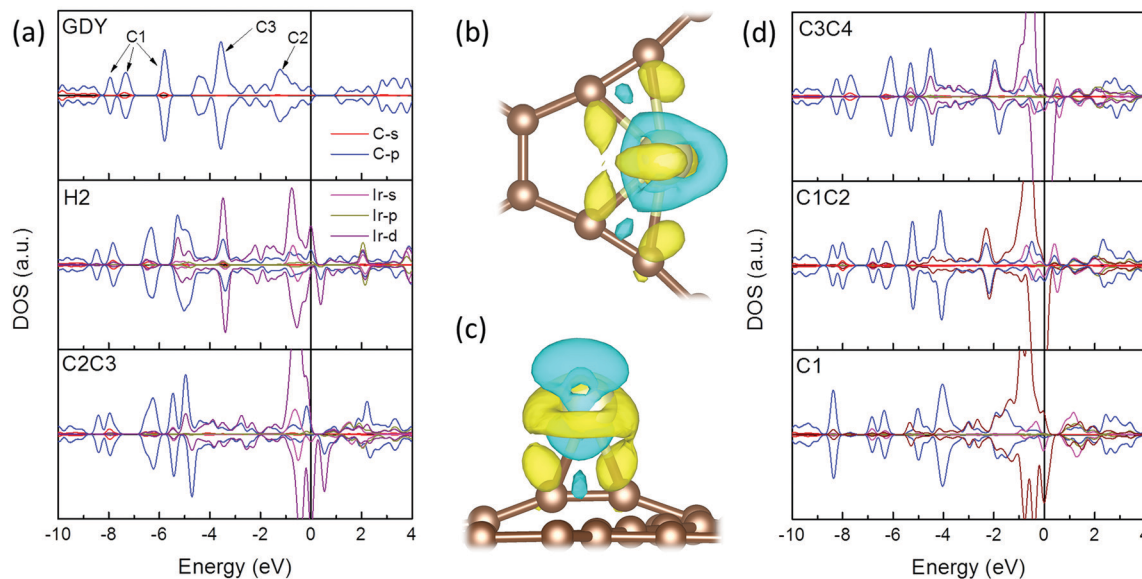 (a)
GDY
C1
C3
C2
C-s
C-p
H2
Ir-s
Ir-p
Ir-d
C2C3
DOS (a.u.)
-10 -8 -6 -4 -2 0 2 4
Energy (eV)
(b)
(c)
(d)
C3C4
C1C2
C1
DOS (a.u.)
-10 -8 -6 -4 -2 0 2 4
Energy (eV)